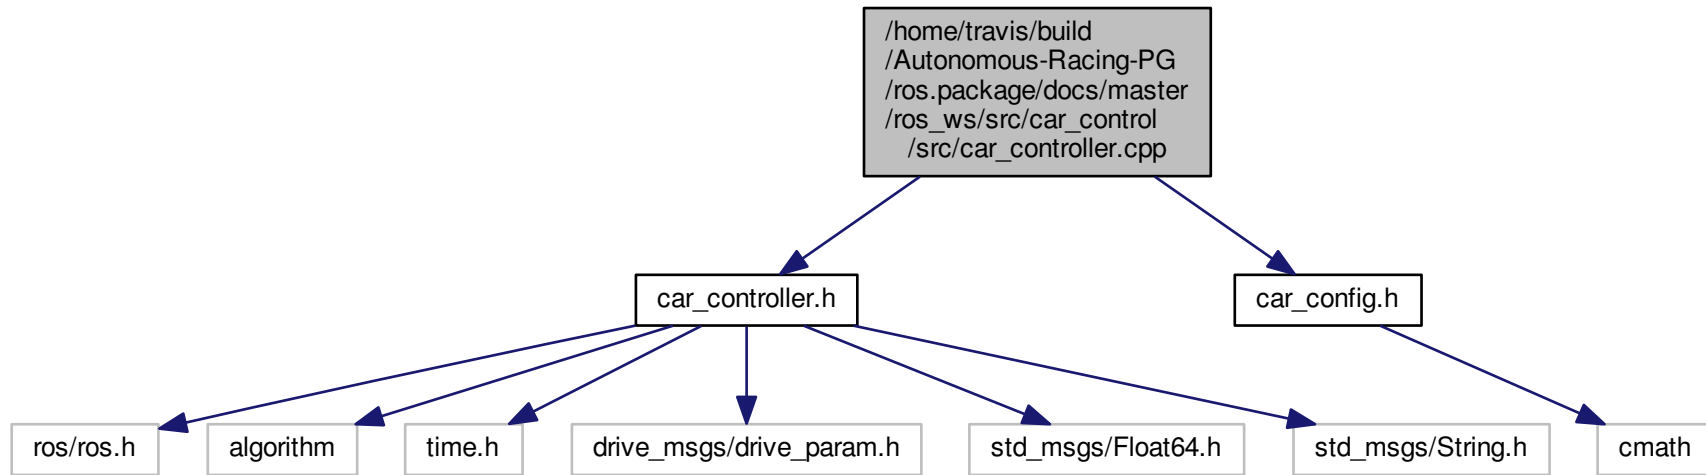 /home/travis/build
/Autonomous-Racing-PG
/ros.package/docs/master
/ros_ws/src/car_control
/src/car_controller.cpp
car_controller.h
car_config.h
ros/ros.h
algorithm
time.h
drive_msgs/drive_param.h
std_msgs/Float64.h
std_msgs/String.h
cmath